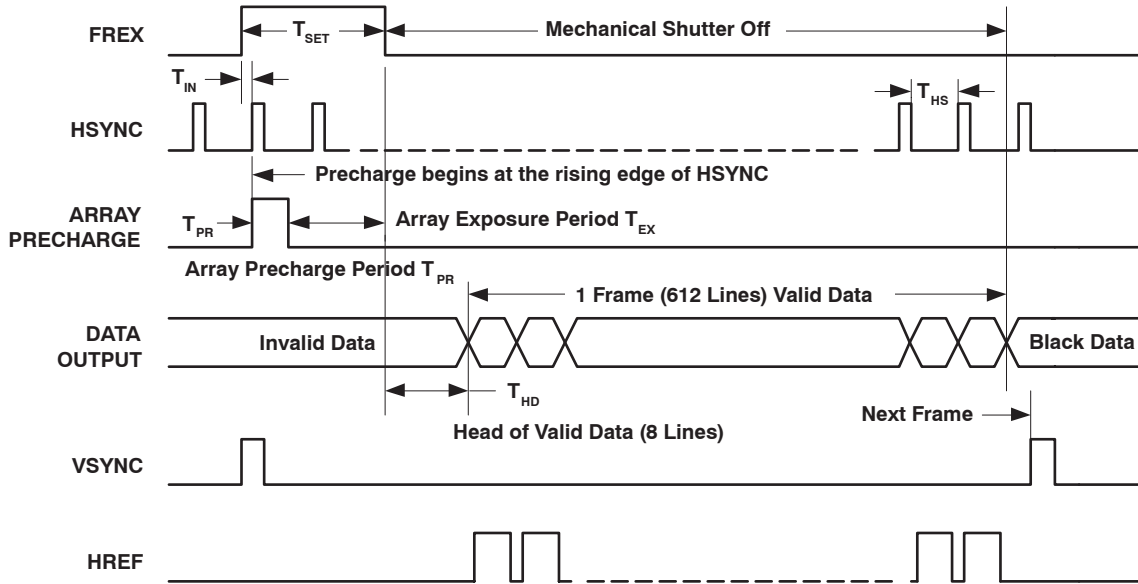 FREX
T_SET
Mechanical Shutter Off
T_IN
T_HS
HSYNC
Precharge begins at the rising edge of HSYNC
ARRAY
PRECHARGE
T_PR
Array Exposure Period T_EX
Array Precharge Period T_PR
1 Frame (612 Lines) Valid Data
DATA
OUTPUT
Invalid Data
Black Data
T_HD
Next Frame
Head of Valid Data (8 Lines)
VSYNC
HREF